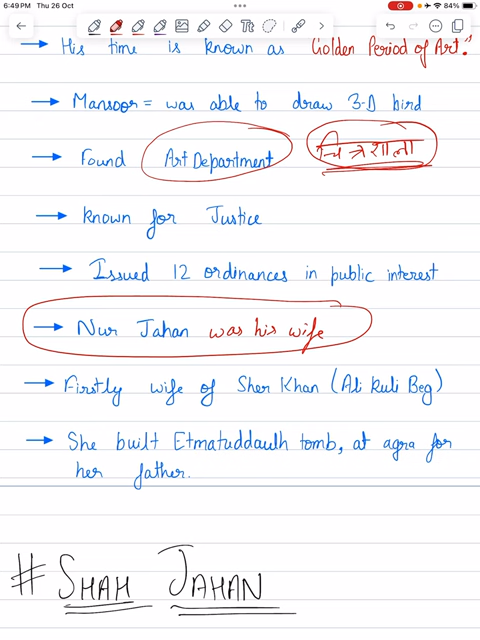 6:49 PM Thu 26 Oct
84%
→ His time is known as Golden Period of Art."
→ Mansoor = was able to draw 3-D bird
→ Found Art Department चित्रशाला
→ Known for Justice
→ Issued 12 ordinances in public interest
→ Nur Jahan was his wife
→ Firstly wife of Sher Khan (Ali Kuli Beg)
→ She built Etmatuddaulh tomb, at agra for
her father.
# SHAH JAHAN